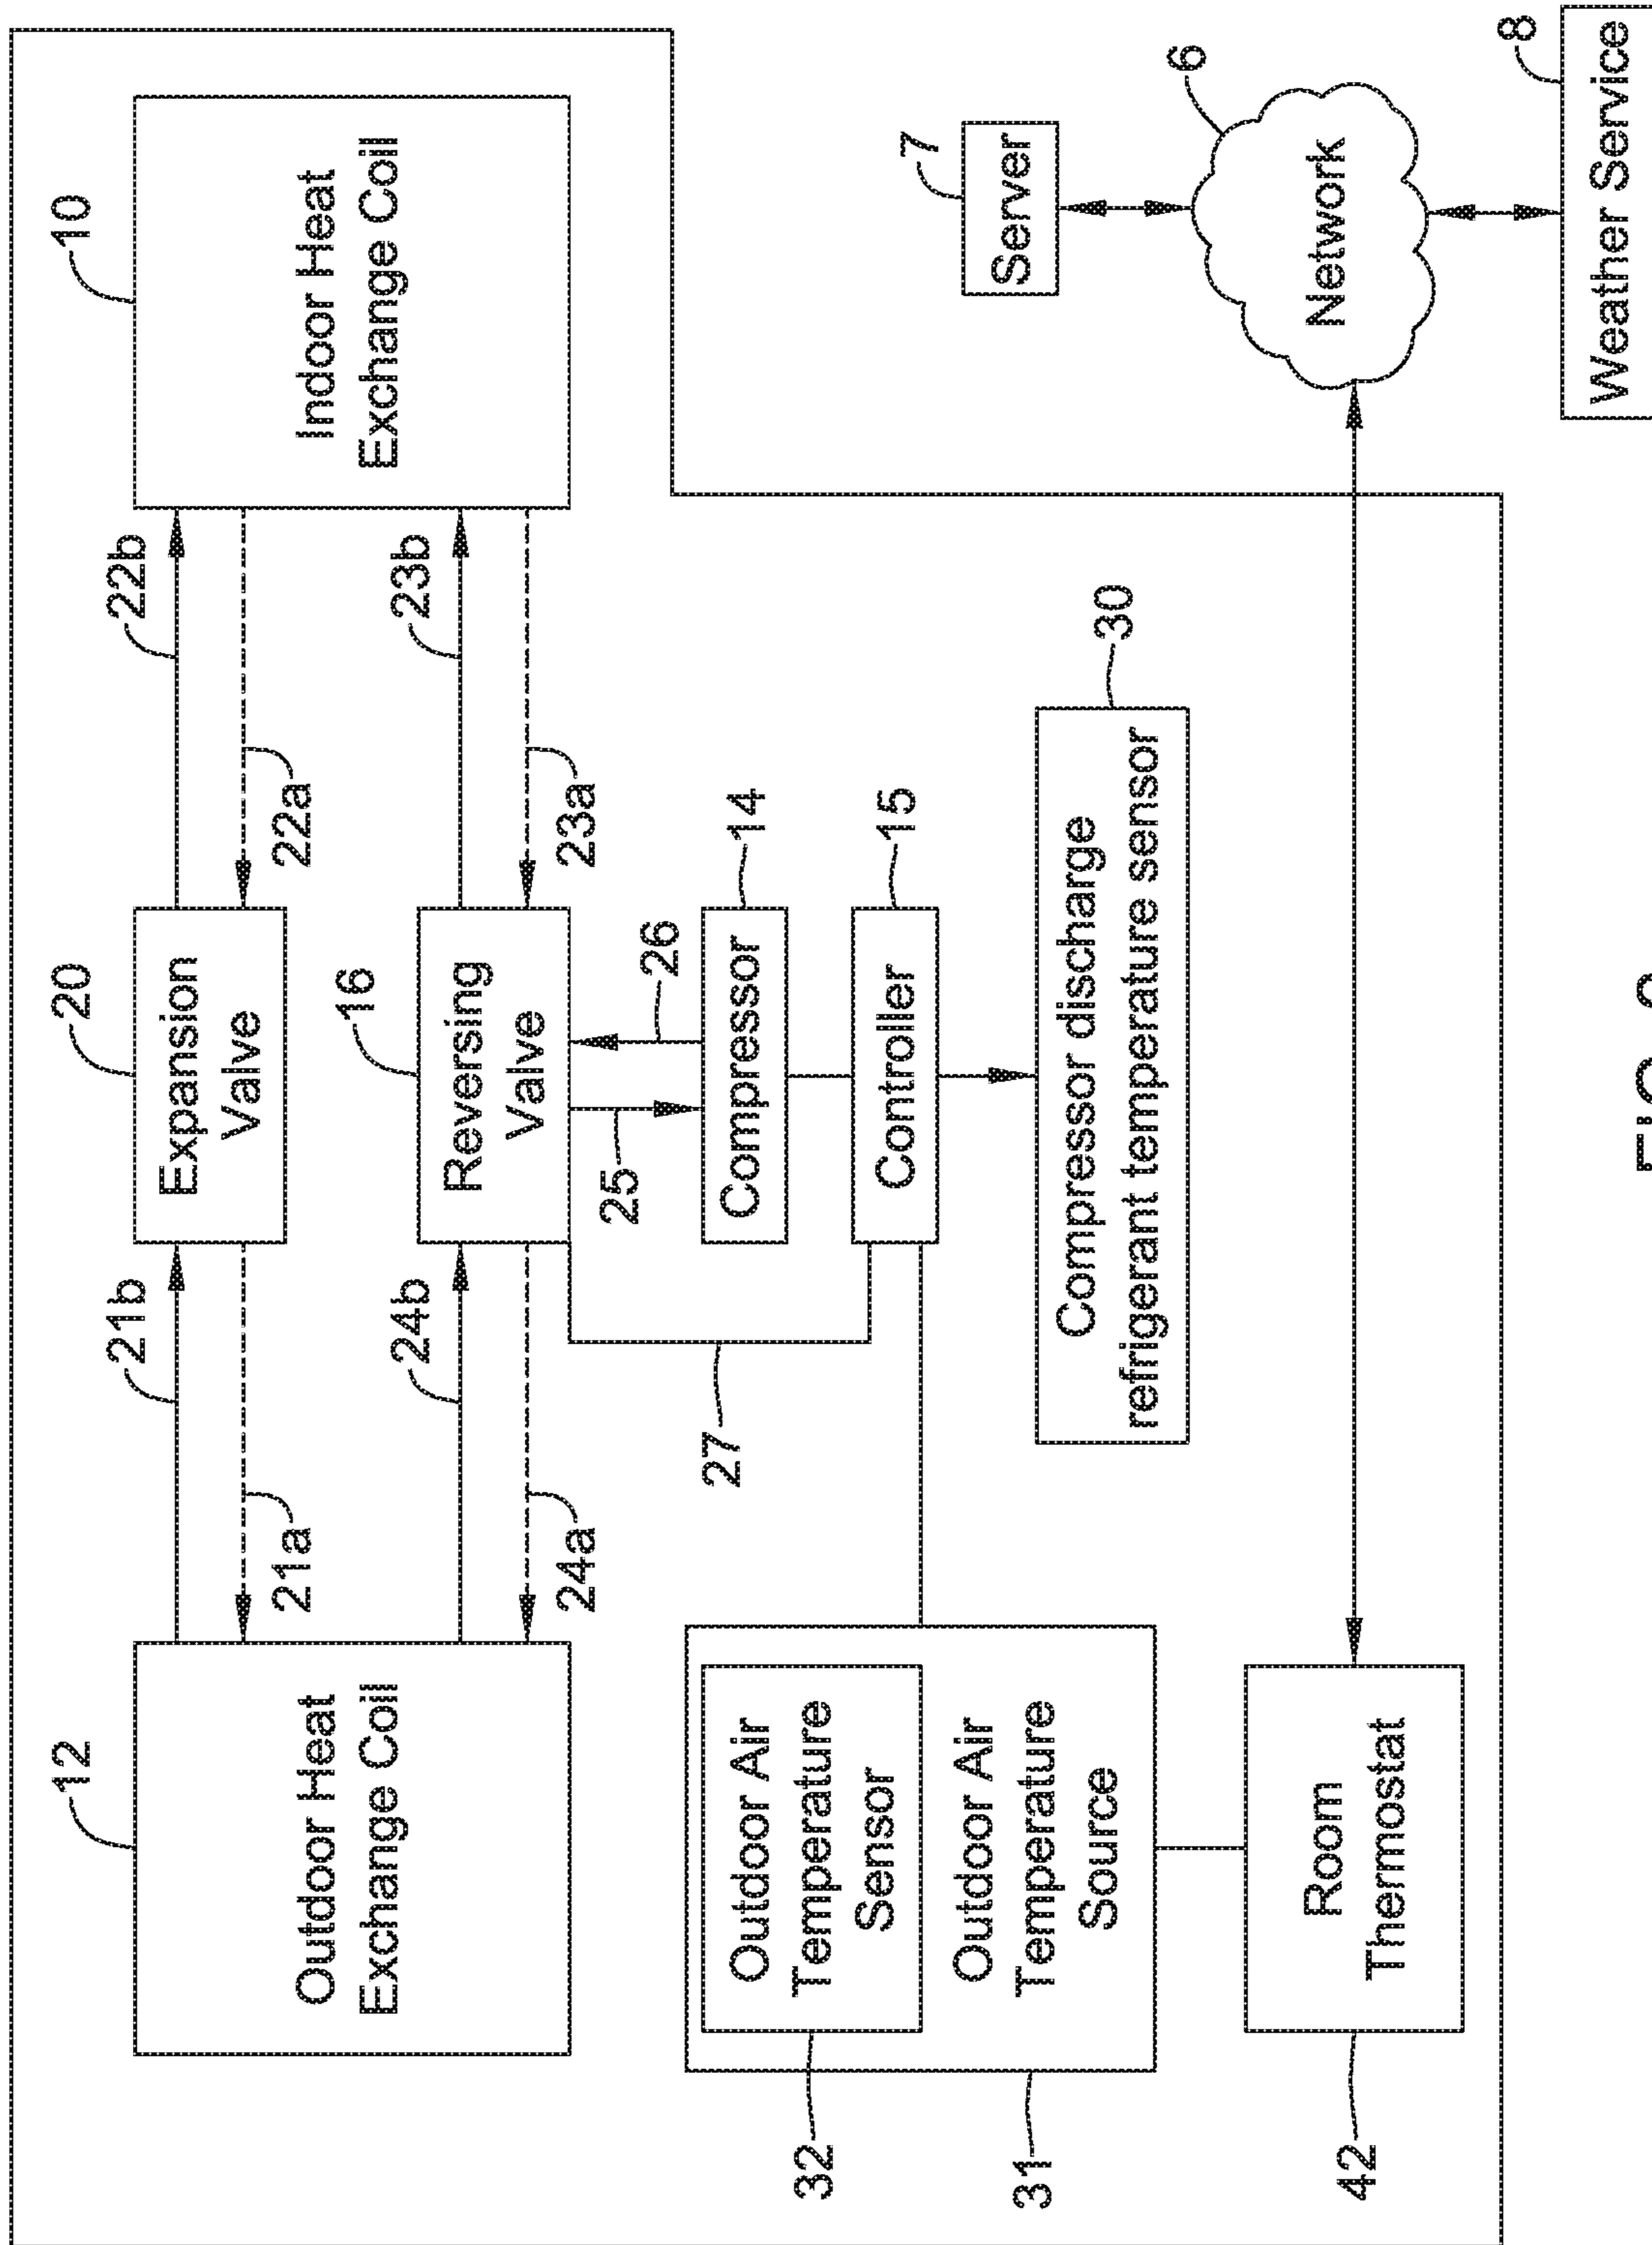 12
Outdoor Heat
Exchange Coil
21b
21a
20
Expansion
Valve
22b
22a
10
Indoor Heat
Exchange Coil
24b
24a
16
Reversing
Valve
23b
23a
25
26
27
Compressor
14
Controller
15
Compressor discharge
refrigerant temperature sensor
30
32
Outdoor Air
Temperature
Sensor
31
Outdoor Air
Temperature
Source
42
Room
Thermostat
7
Server
6
Network
8
Weather Service